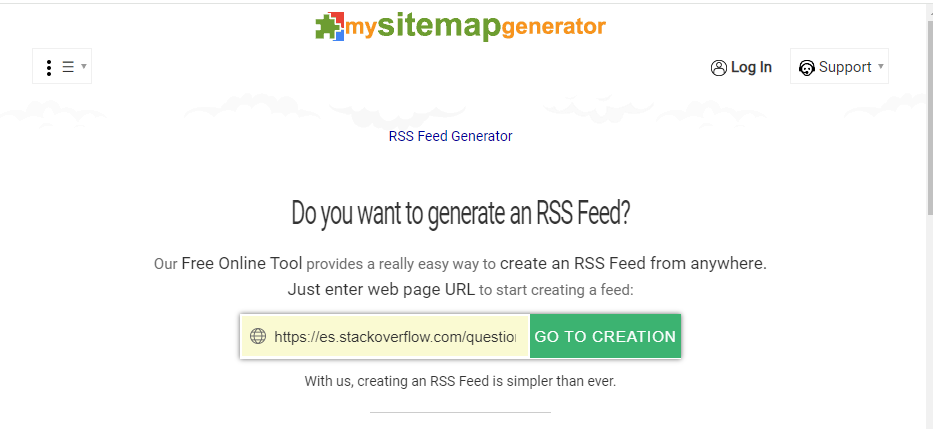 mysitemapgenerator
Log In
Support
RSS Feed Generator
Do you want to generate an RSS Feed?
Our Free Online Tool provides a really easy way to create an RSS Feed from anywhere.
Just enter web page URL to start creating a feed:
https://es.stackoverflow.com/questio
GO TO CREATION
With us, creating an RSS Feed is simpler than ever.